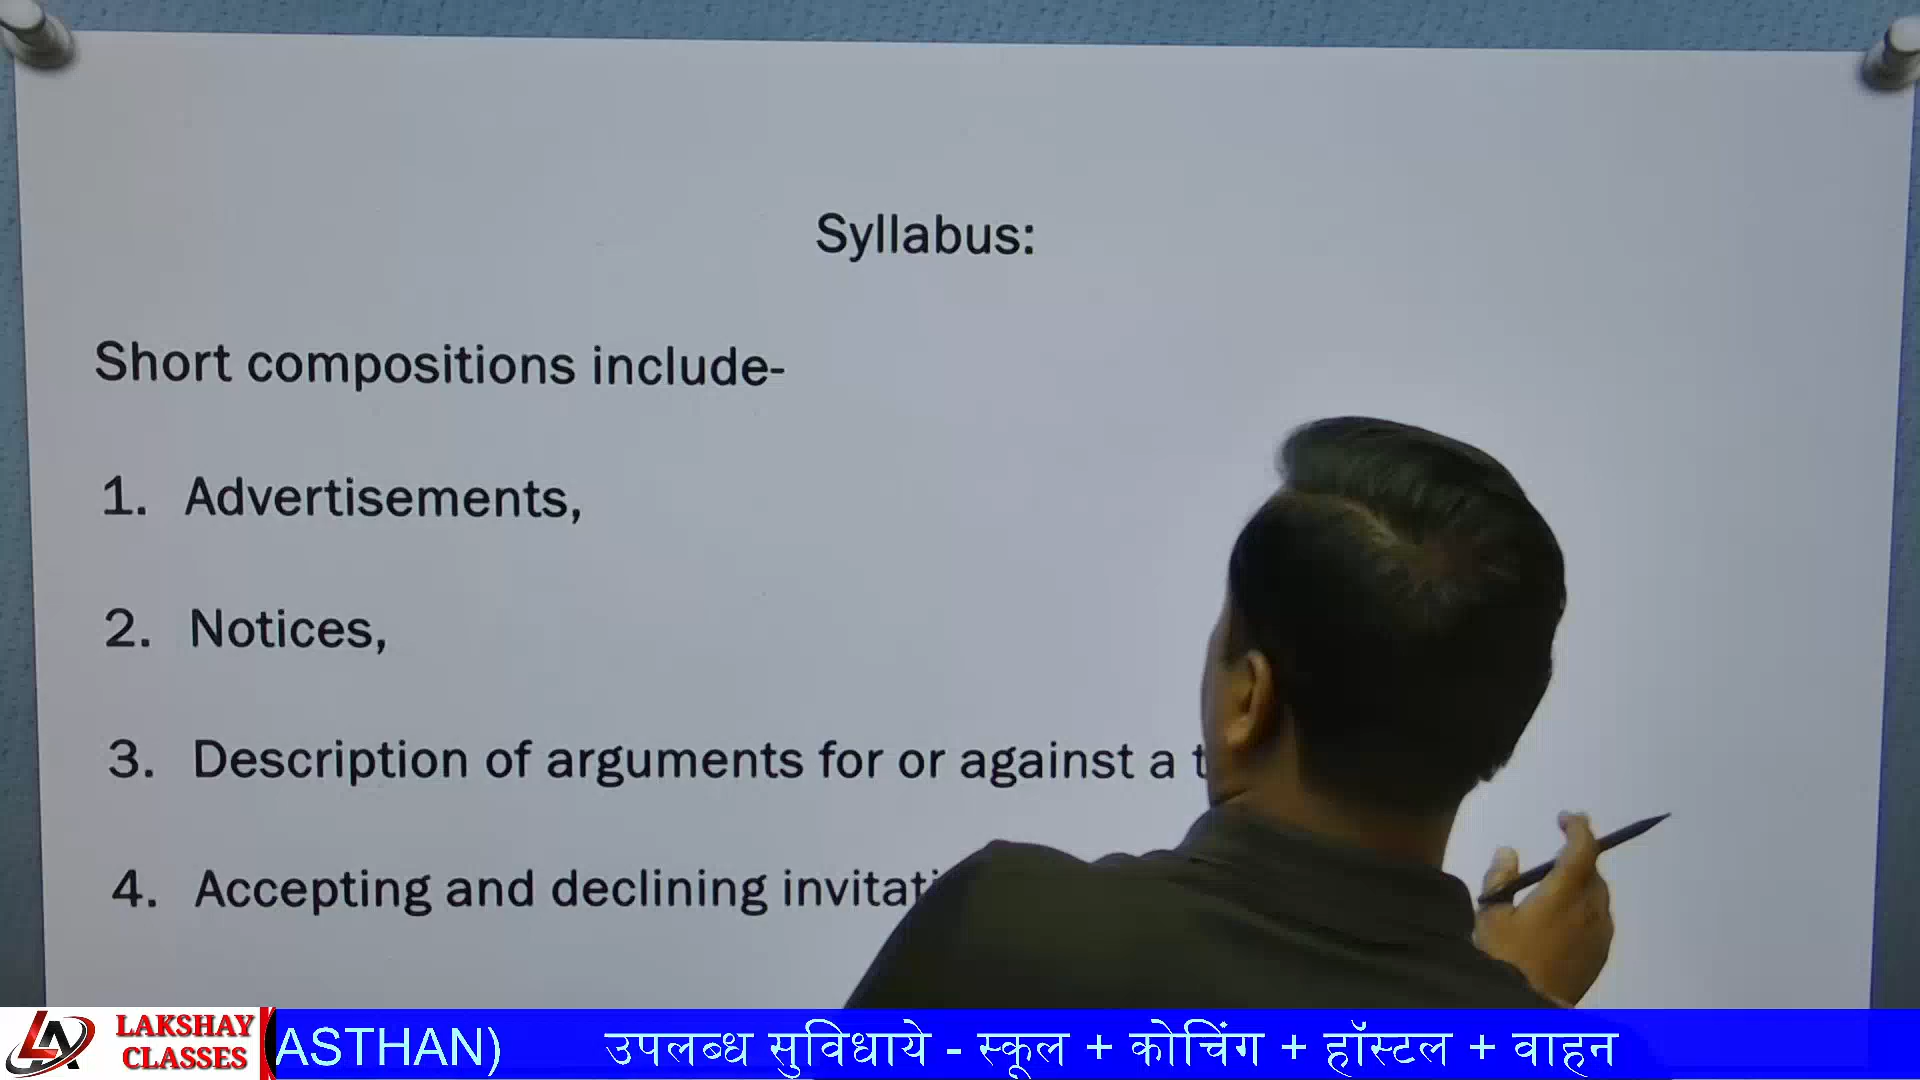 Syllabus:
Short compositions include-
1. Advertisements,
2. Notices,
3. Description of arguments for or against a
4. Accepting and declining
LAKSHAY
CLASSES
ASTHAN) उपलब्ध सुविधाये - स्कूल + कोचिंग + हॉस्टल + वाहन